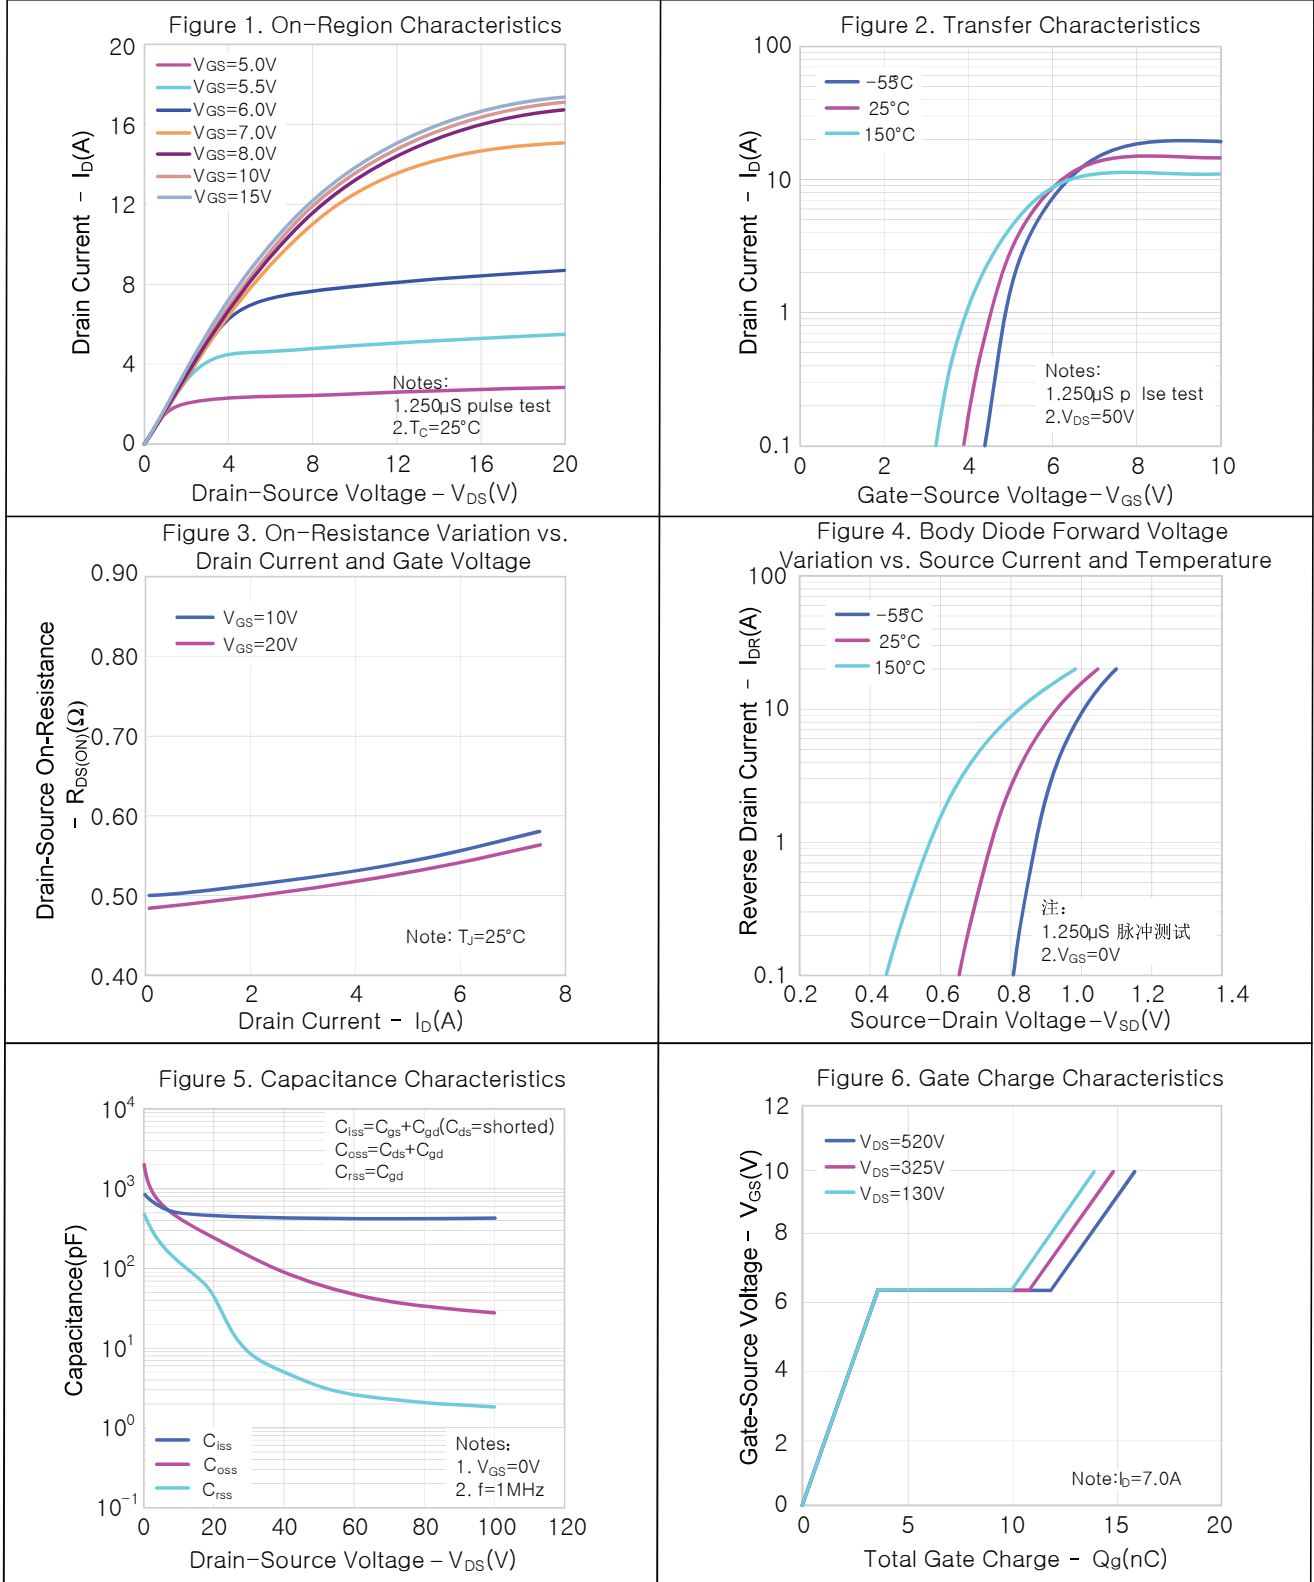 Figure 1. On-Region Characteristics
20
16
12
8
4
0
Drain Current - ID(A)
VGS=5.0V
VGS=5.5V
VGS=6.0V
VGS=7.0V
VGS=8.0V
VGS=10V
VGS=15V
Notes:
1.250µS pulse test
2.TC=25°C
0 4 8 12 16 20
Drain-Source Voltage - VDS(V)
Figure 2. Transfer Characteristics
100
10
1
0.1
Drain Current - ID(A)
-55°C
25°C
150°C
Notes:
1.250µS p lse test
2.VDS=50V
0 2 4 6 8 10
Gate-Source Voltage-VGS(V)
Figure 3. On-Resistance Variation vs.
Drain Current and Gate Voltage
0.90
0.80
0.70
0.60
0.50
0.40
Drain-Source On-Resistance
- RDS(ON)(Ω)
VGS=10V
VGS=20V
Note: TJ=25°C
0 2 4 6 8
Drain Current - ID(A)
Figure 4. Body Diode Forward Voltage
Variation vs. Source Current and Temperature
100
10
1
0.1
Reverse Drain Current - IDR(A)
-55°C
25°C
150°C
注:
1.250µS 脉冲测试
2.VGS=0V
0.2 0.4 0.6 0.8 1.0 1.2 1.4
Source-Drain Voltage-VSD(V)
Figure 5. Capacitance Characteristics
10⁴
10³
10²
10¹
10⁰
10⁻¹
Capacitance(pF)
Ciss=Cgs+Cgd(Cds=shorted)
Coss=Cds+Cgd
Crss=Cgd
Ciss
Coss
Crss
Notes:
1. VGS=0V
2. f=1MHz
0 20 40 60 80 100 120
Drain-Source Voltage - VDS(V)
Figure 6. Gate Charge Characteristics
12
10
8
6
4
2
0
Gate-Source Voltage - VGS(V)
VDS=520V
VDS=325V
VDS=130V
Note:ID=7.0A
0 5 10 15 20
Total Gate Charge - Qg(nC)